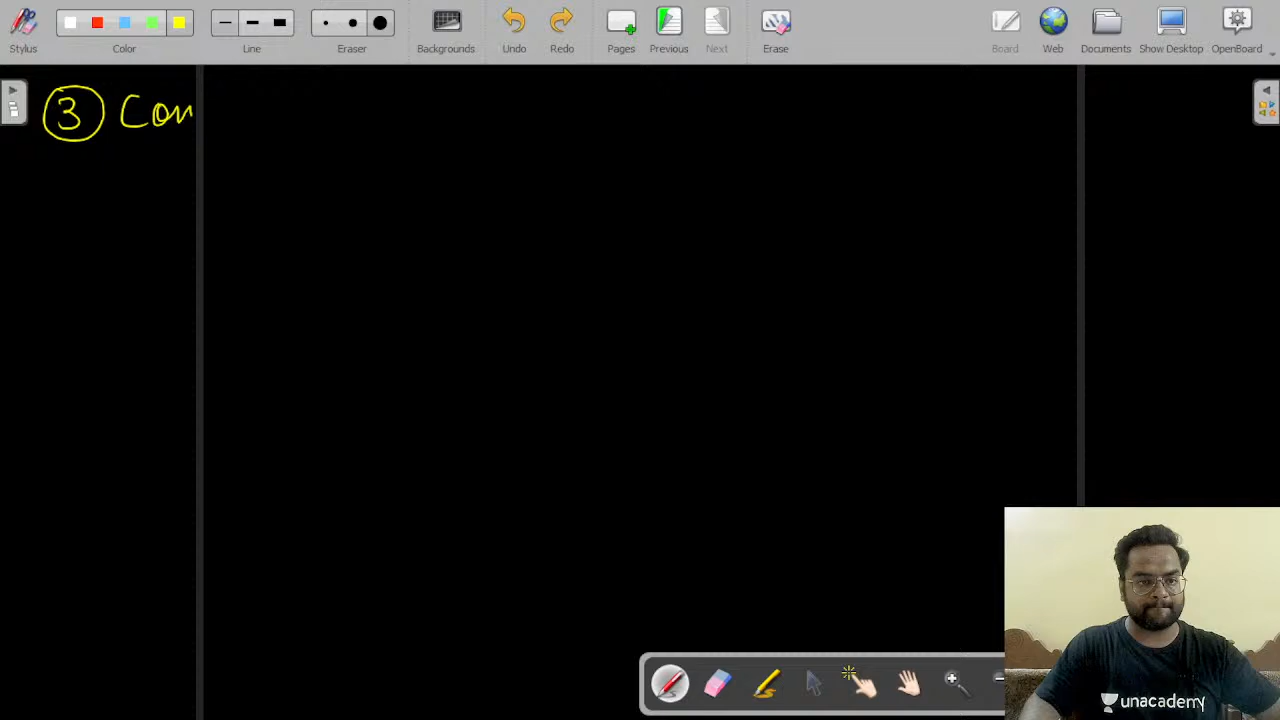 Stylus
Color
Line
Eraser
Backgrounds
Undo
Redo
Pages
Previous
Next
Erase
Board
Web
Documents
Show Desktop
OpenBoard
3 Con
unacademy